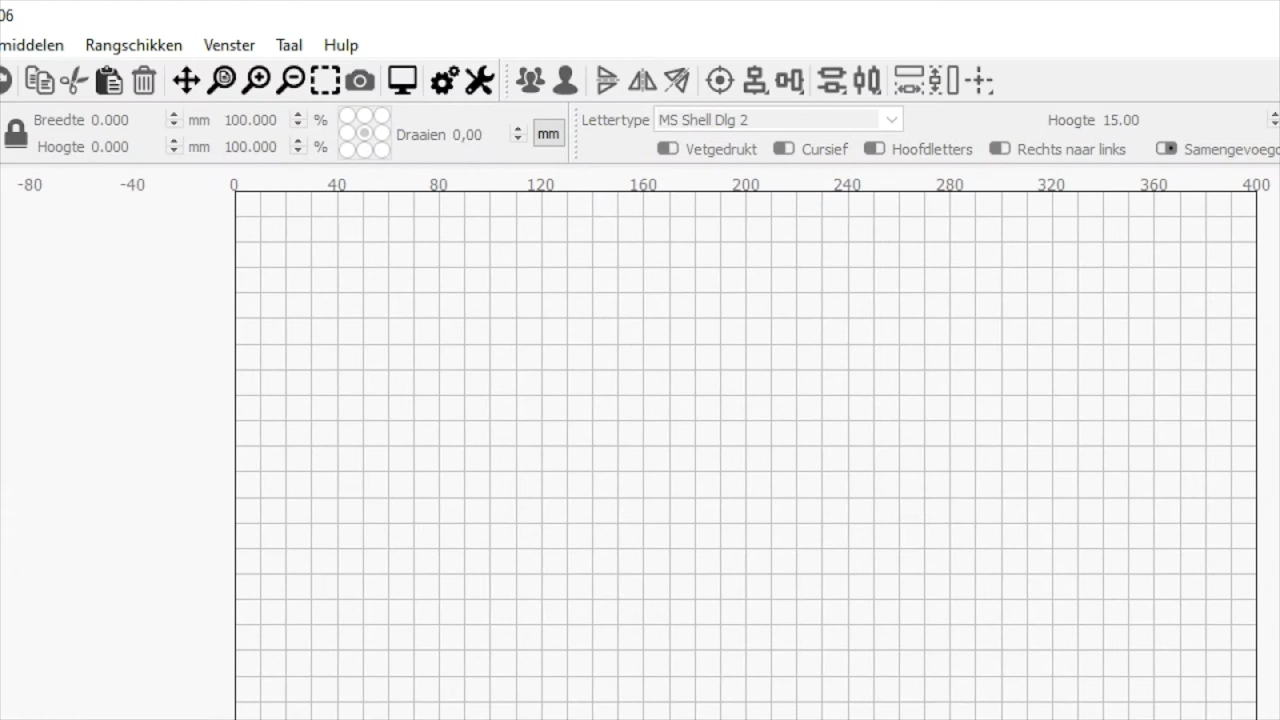 06
middelen Rangschikken Venster Taal Hulp
Breedte 0.000 mm 100.000 % Lettertype MS Shell Dlg 2 Hoogte 15.00
Hoogte 0.000 mm 100.000 % Draaien 0,00 mm Vetgedrukt Cursief Hoofdletters Rechts naar links Samengevoegd
-80 -40 0 40 80 120 160 200 240 280 320 360 400